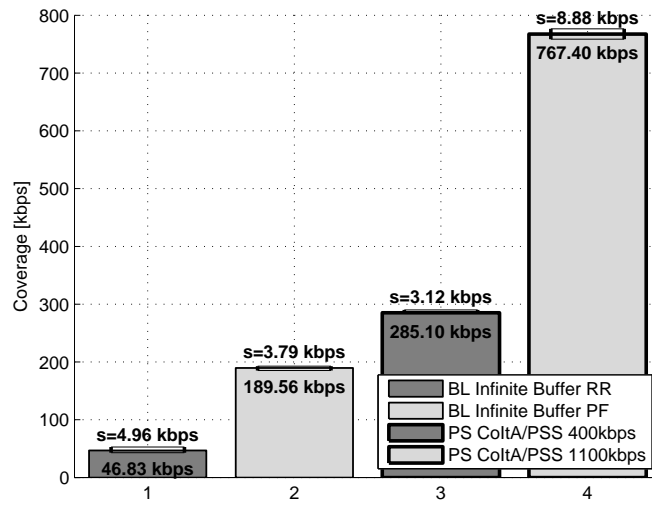 s=8.88 kbps
800
767.40 kbps
700
600
500
Coverage [kbps]
400
s=3.12 kbps
300
285.10 kbps
s=3.79 kbps
200
189.56 kbps
BL Infinite Buffer RR
BL Infinite Buffer PF
100
s=4.96 kbps
PS CoItA/PSS 400kbps
46.83 kbps
PS CoItA/PSS 1100kbps
0
1 2 3 4